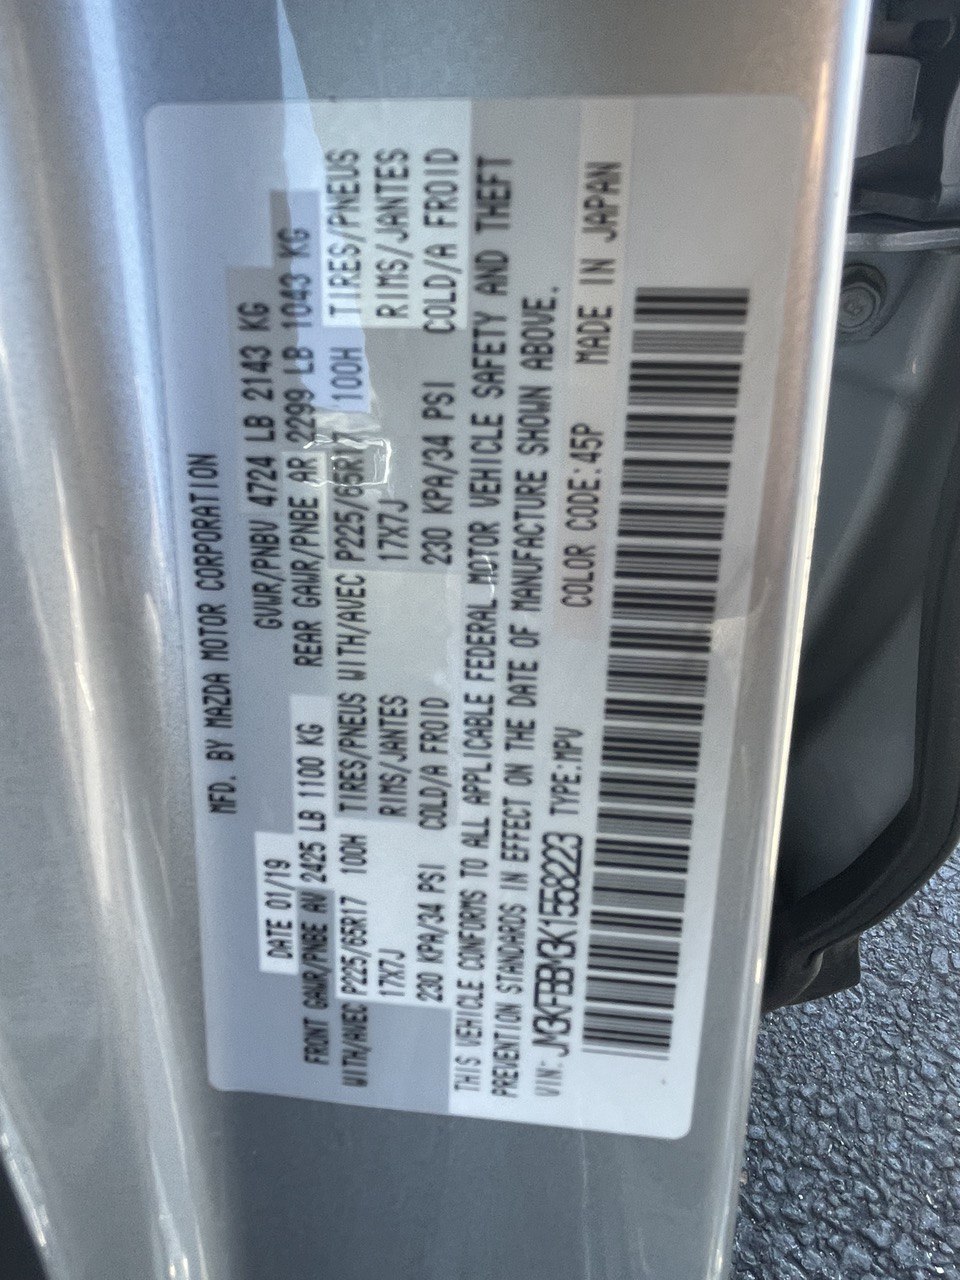 MFD. BY MAZDA MOTOR CORPORATION
DATE 01/19 GVWR/PNBV 4724 LB 2143 KG
FRONT GAWR/PNBE AV 2425 LB 1100 KG REAR GAWR/PNBE AR 2299 LB 1043 KG
WITH/AVEC P225/65R17 100H TIRES/PNEUS WITH/AVEC P225/65R17 100H TIRES/PNEUS
17X7J RIMS/JANTES 17X7J RIMS/JANTES
230 KPA/34 PSI COLD/A FROID 230 KPA/34 PSI COLD/A FROID
THIS VEHICLE CONFORMS TO ALL APPLICABLE FEDERAL MOTOR VEHICLE SAFETY AND THEFT
PREVENTION STANDARDS IN EFFECT ON THE DATE OF MANUFACTURE SHOWN ABOVE.
VIN: JM3KFBBK1558223 TYPE:MPV COLOR CODE:45P MADE IN JAPAN